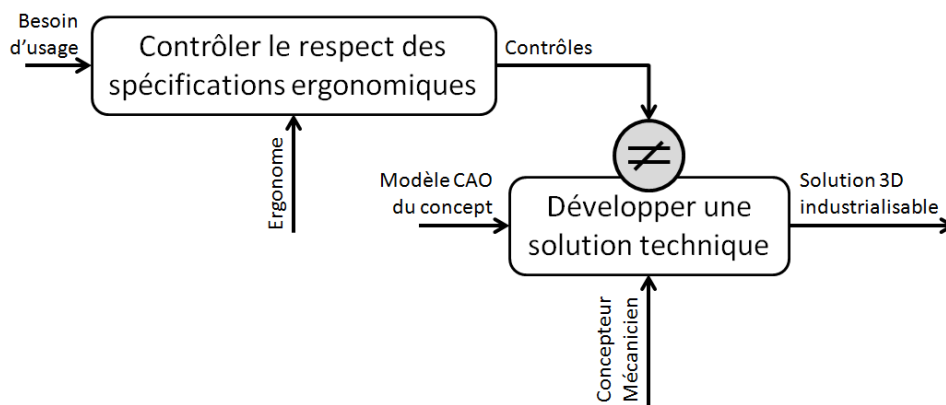 Besoin
d'usage
Contrôler le respect des
spécifications ergonomiques
Contrôles
Ergonome
≠
Modèle CAO
du concept
Développer une
solution technique
Solution 3D
industrialisable
Concepteur
Mécanicien